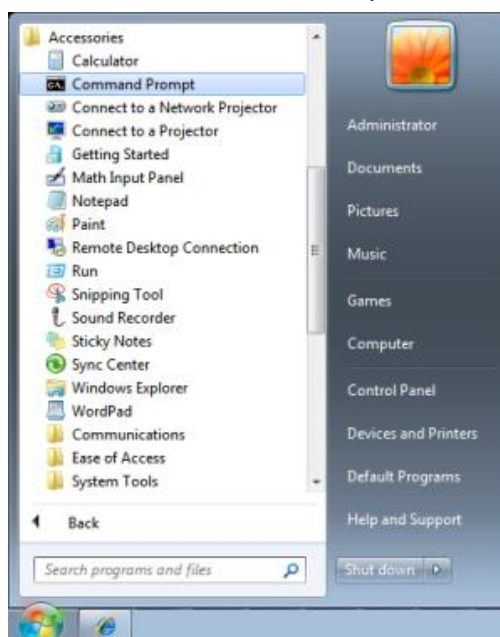 Accessories
Calculator
Command Prompt
Connect to a Network Projector
Connect to a Projector
Getting Started
Math Input Panel
Notepad
Paint
Remote Desktop Connection
Run
Snipping Tool
Sound Recorder
Sticky Notes
Sync Center
Windows Explorer
WordPad
Communications
Ease of Access
System Tools
Back
Search programs and files
Administrator
Documents
Pictures
Music
Games
Computer
Control Panel
Devices and Printers
Default Programs
Help and Support
Shut down